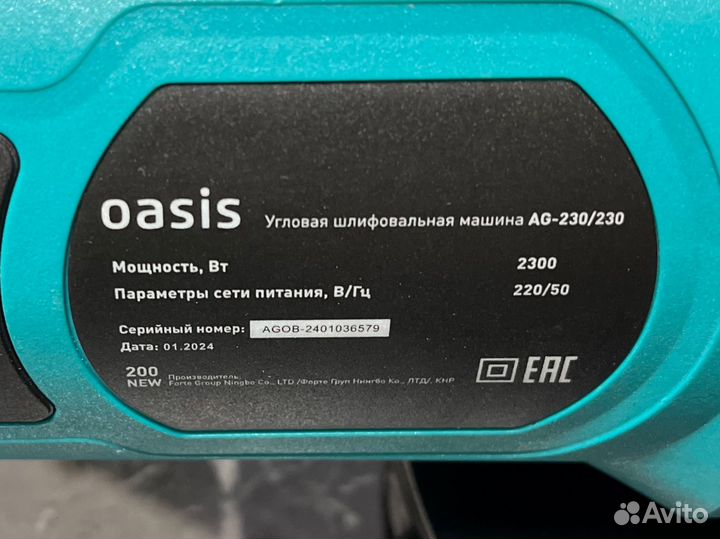 oasis Угловая шлифовальная машина AG-230/230
Мощность, Вт 2300
Параметры сети питания, В/Гц 220/50
Серийный номер: AGOB-2401036579
Дата: 01.2024
200 Производитель:
NEW Forte Group Ningbo Co., LTD /Форте Груп Нингбо Ко., ЛТД/, КНР
EAC
Avito